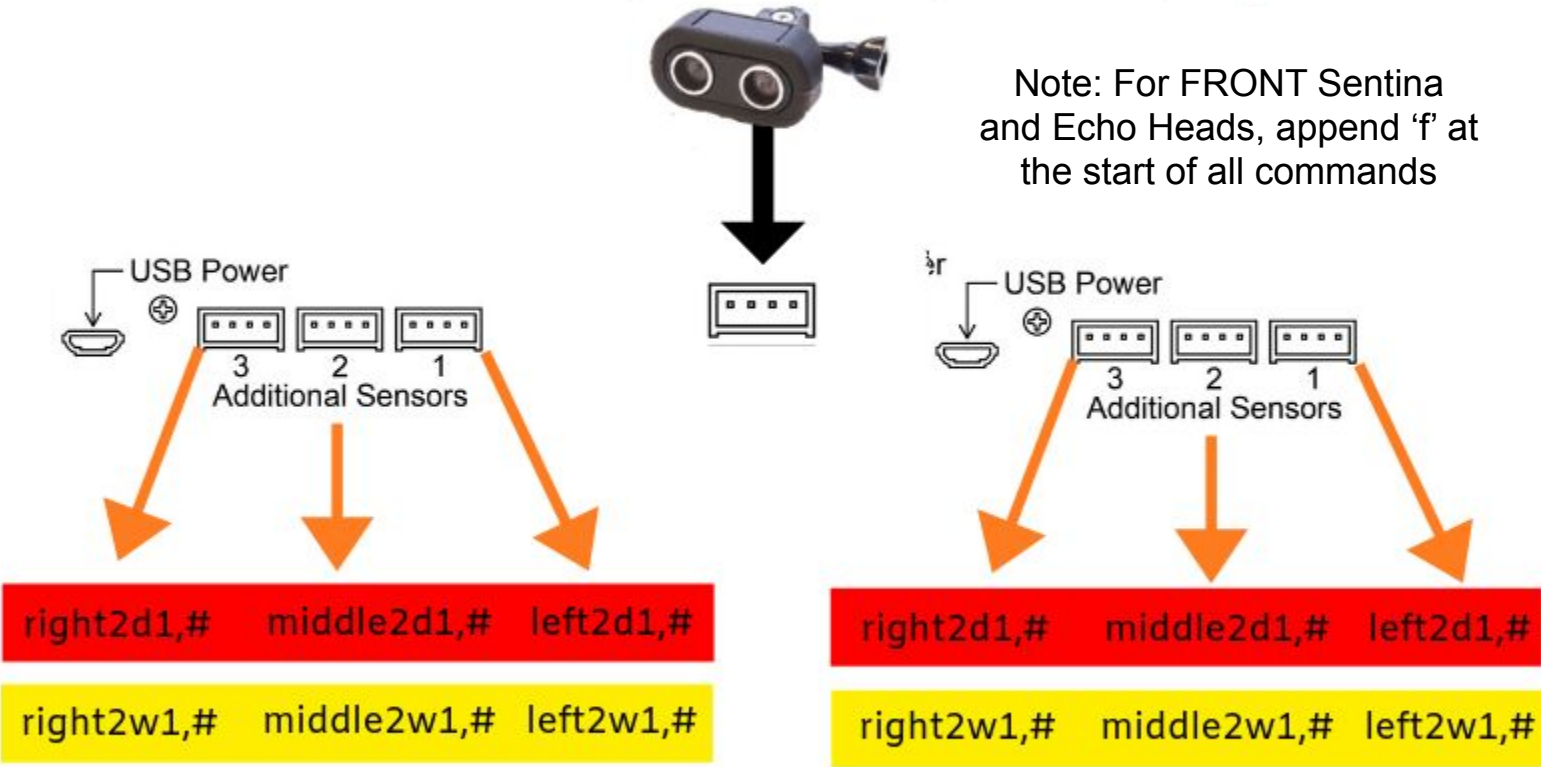 Note: For FRONT Sentina
and Echo Heads, append ‘f’ at
the start of all commands
USB Power
3 2 1
Additional Sensors
right2d1,# middle2d1,# left2d1,#
right2w1,# middle2w1,# left2w1,#
USB Power
3 2 1
Additional Sensors
right2d1,# middle2d1,# left2d1,#
right2w1,# middle2w1,# left2w1,#